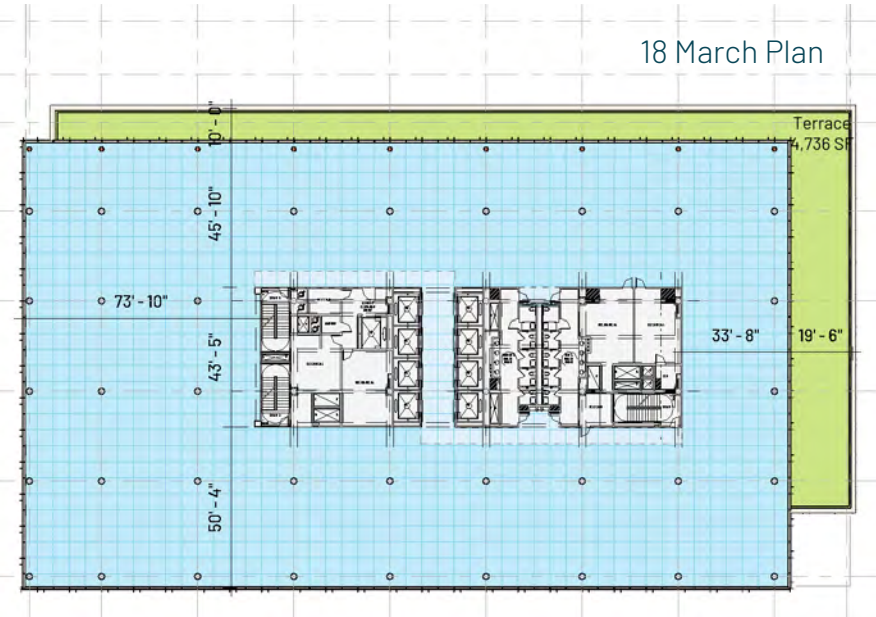 18 March Plan
Terrace
4,736 SF
10' - 0"
45' - 10"
73' - 10"
43' - 5"
33' - 8"
19' - 6"
50' - 4"